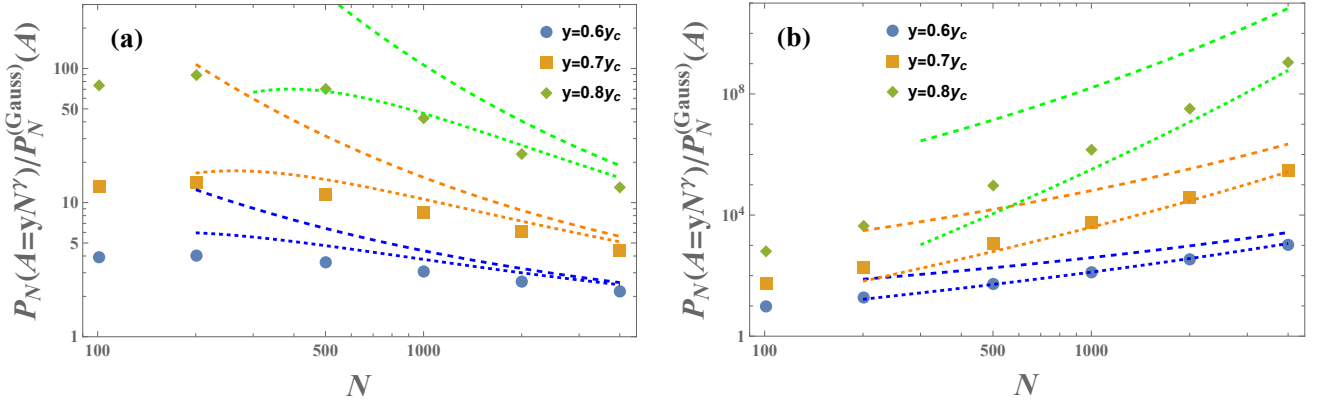 (a)
y=0.6y_c
y=0.7y_c
y=0.8y_c
P_N(A=yN^γ)/P_N^(Gauss)(A)
100
50
10
5
1
100
500
1000
N
(b)
y=0.6y_c
y=0.7y_c
y=0.8y_c
P_N(A=yN^γ)/P_N^(Gauss)(A)
10^8
10^4
1
100
500
1000
N